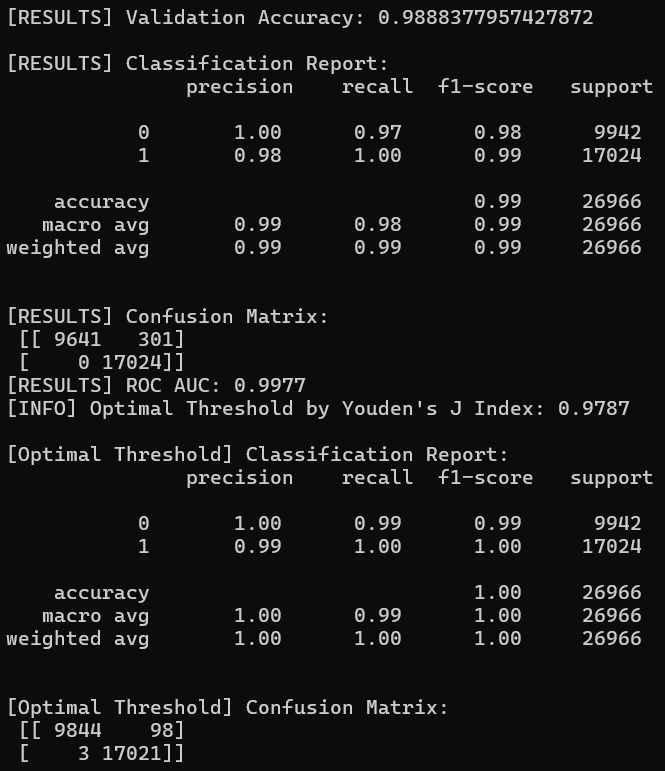 [RESULTS] Validation Accuracy: 0.9888377957427872
[RESULTS] Classification Report:
precision recall f1-score support
0 1.00 0.97 0.98 9942
1 0.98 1.00 0.99 17024
accuracy 0.99 26966
macro avg 0.99 0.98 0.99 26966
weighted avg 0.99 0.99 0.99 26966
[RESULTS] Confusion Matrix:
[[ 9641 301]
[ 0 17024]]
[RESULTS] ROC AUC: 0.9977
[INFO] Optimal Threshold by Youden's J Index: 0.9787
[Optimal Threshold] Classification Report:
precision recall f1-score support
0 1.00 0.99 0.99 9942
1 0.99 1.00 1.00 17024
accuracy 1.00 26966
macro avg 1.00 0.99 1.00 26966
weighted avg 1.00 1.00 1.00 26966
[Optimal Threshold] Confusion Matrix:
[[ 9844 98]
[ 3 17021]]